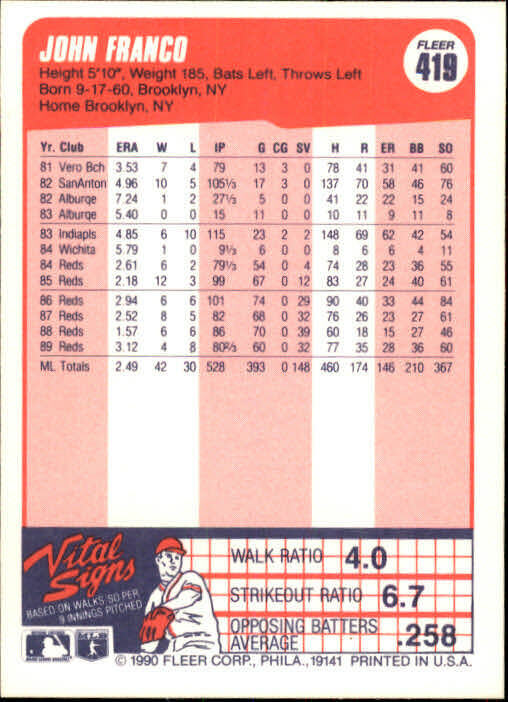 JOHN FRANCO
FLEER
419
Height 5'10", Weight 185, Bats Left, Throws Left
Born 9-17-60, Brooklyn, NY
Home Brooklyn, NY
Yr. Club ERA W L IP G CG SV H R ER BB SO
81 Vero Bch 3.53 7 4 79 13 3 0 78 41 31 41 60
82 SanAnton 4.96 10 5 105⅓ 17 3 0 137 70 58 46 76
82 Alburqe 7.24 1 2 27⅓ 5 0 0 41 22 22 15 24
83 Alburqe 5.40 0 0 15 11 0 0 10 11 9 11 8
83 Indiapls 4.85 6 10 115 23 2 2 148 69 62 42 54
84 Wichita 5.79 1 0 9⅓ 6 0 0 8 6 6 4 11
84 Reds 2.61 6 2 79⅓ 54 0 4 74 28 23 36 55
85 Reds 2.18 12 3 99 67 0 12 83 27 24 40 61
86 Reds 2.94 6 6 101 74 0 29 90 40 33 44 84
87 Reds 2.52 8 5 82 68 0 32 76 26 23 27 61
88 Reds 1.57 6 6 86 70 0 39 60 18 15 27 46
89 Reds 3.12 4 8 80⅔ 60 0 32 77 35 28 36 60
ML Totals 2.49 42 30 528 393 0 148 460 174 146 210 367
Vital Signs
BASED ON WALKS/SO PER
9 INNINGS PITCHED
WALK RATIO 4.0
STRIKEOUT RATIO 6.7
OPPOSING BATTERS
AVERAGE .258
© 1990 FLEER CORP., PHILA., 19141 PRINTED IN U.S.A.